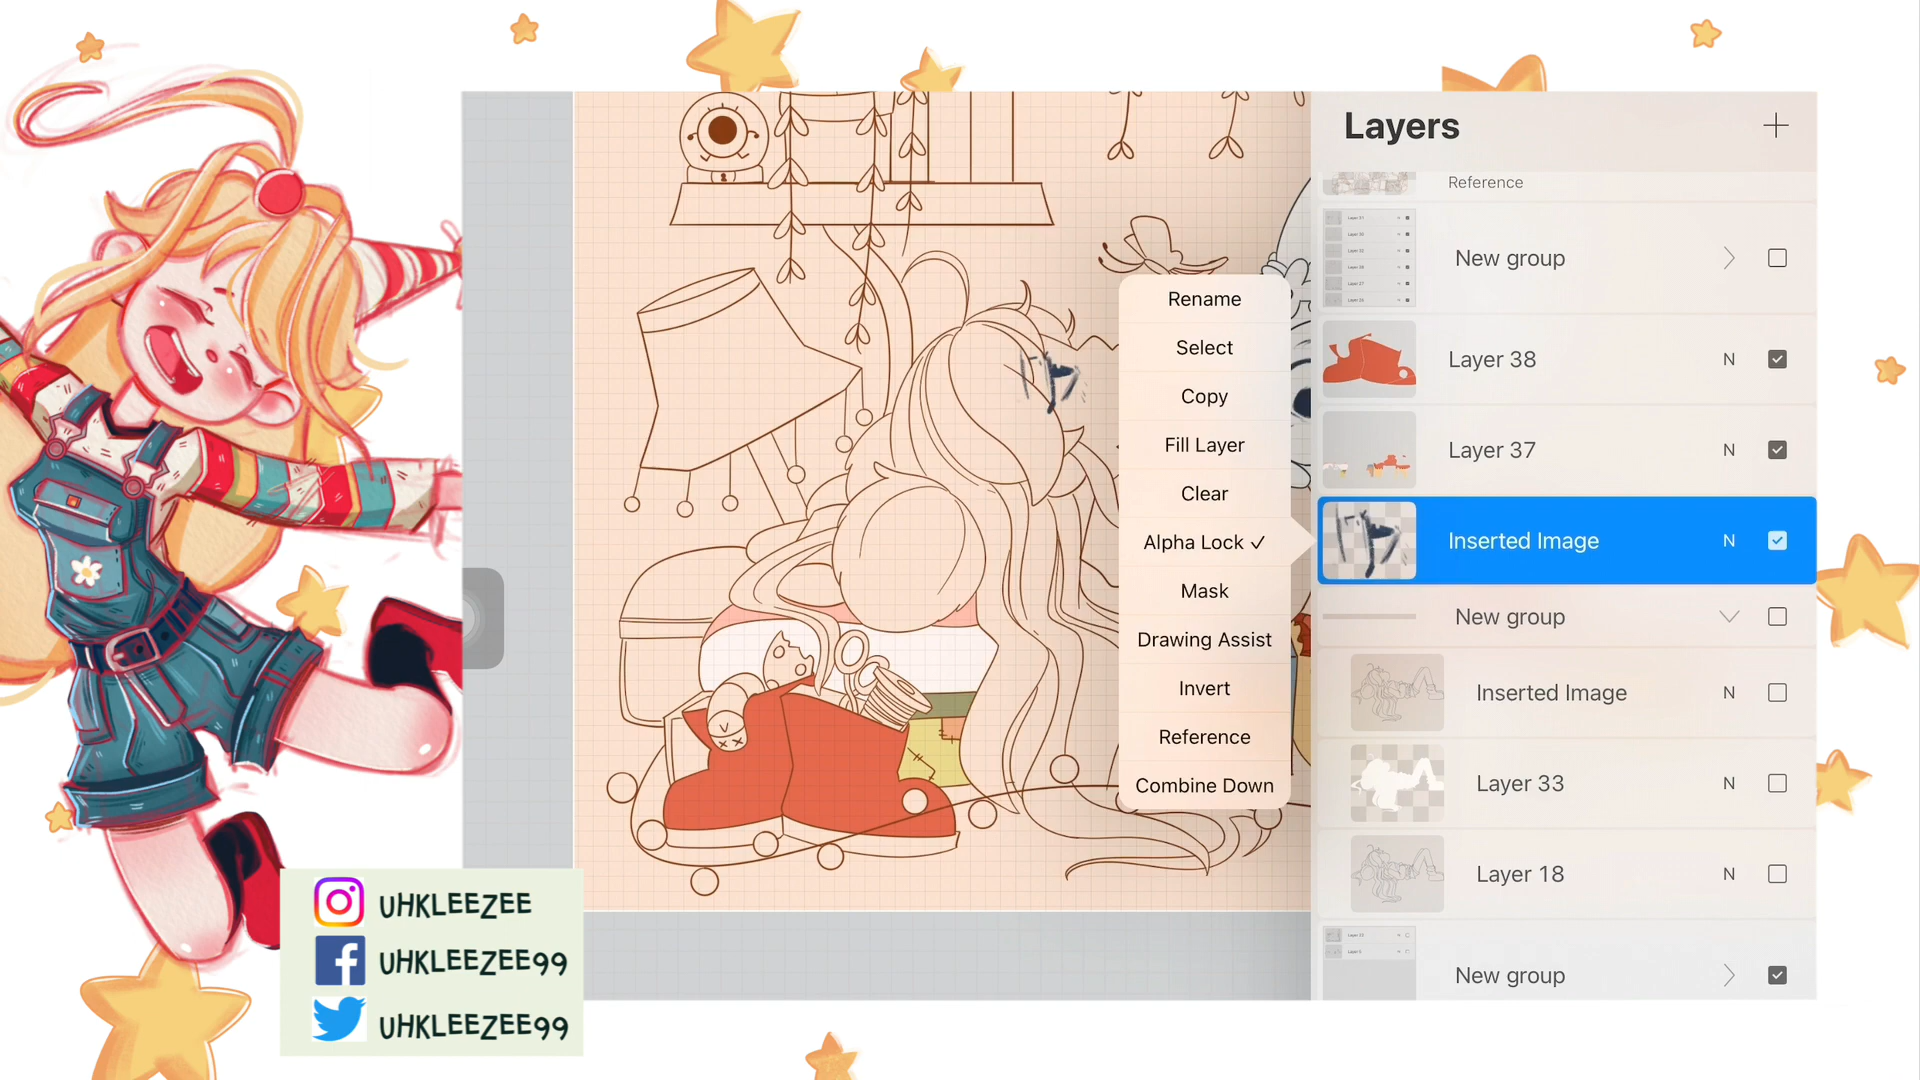 Layers
Reference
New group
Layer 38
N
Layer 37
N
Inserted Image
N
New group
Inserted Image
N
Layer 33
N
Layer 18
N
New group
Rename
Select
Copy
Fill Layer
Clear
Alpha Lock ✓
Mask
Drawing Assist
Invert
Reference
Combine Down
UHKLEEZEE
UHKLEEZEE99
UHKLEEZEE99